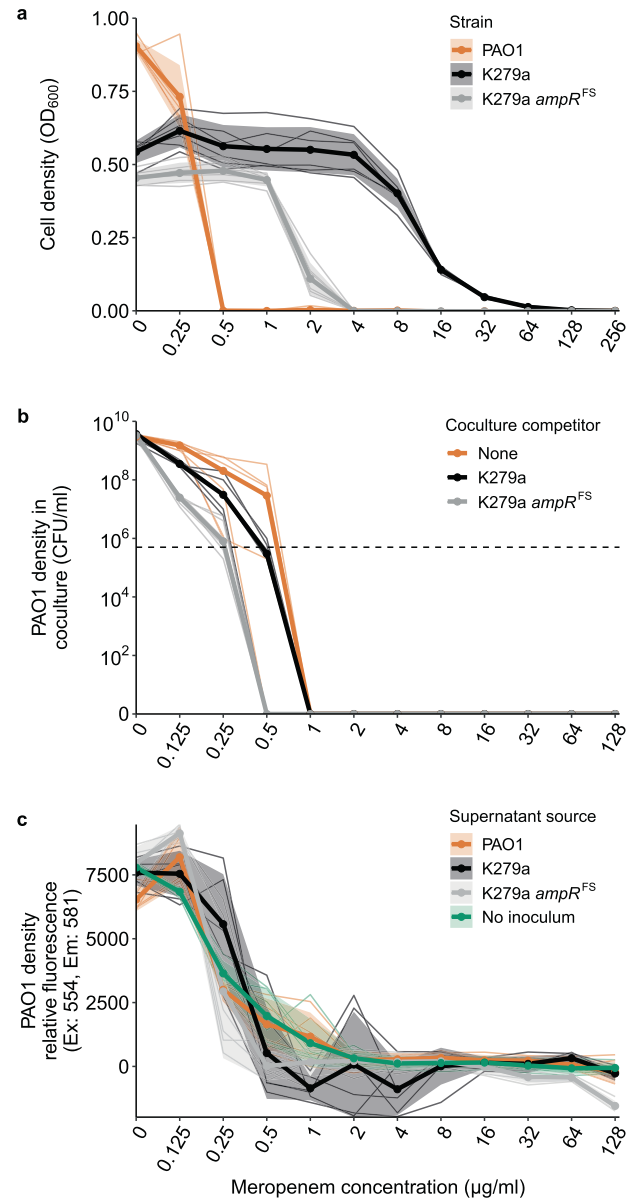 a
Strain
PAO1
K279a
K279a ampRFS
Cell density (OD600)
1.00
0.75
0.50
0.25
0.00
0 0.25 0.5 1 2 4 8 16 32 64 128 256
b
Coculture competitor
None
K279a
K279a ampRFS
PAO1 density in
coculture (CFU/ml)
10^10
10^8
10^6
10^4
10^2
0
0 0.125 0.25 0.5 1 2 4 8 16 32 64 128
c
Supernatant source
PAO1
K279a
K279a ampRFS
No inoculum
PAO1 density
relative fluorescence
(Ex: 554, Em: 581)
7500
5000
2500
0
0 0.125 0.25 0.5 1 2 4 8 16 32 64 128
Meropenem concentration (µg/ml)